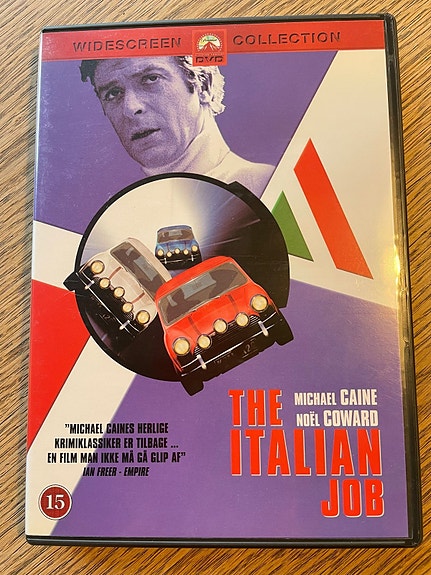 WIDESCREEN COLLECTION
DVD
MICHAEL CAINE
NOËL COWARD
THE
ITALIAN
JOB
"MICHAEL CAINES HERLIGE
KRIMIKLASSIKER ER TILBAGE ...
EN FILM MAN IKKE MÅ GÅ GLIP AF"
IAN FREER - EMPIRE
15